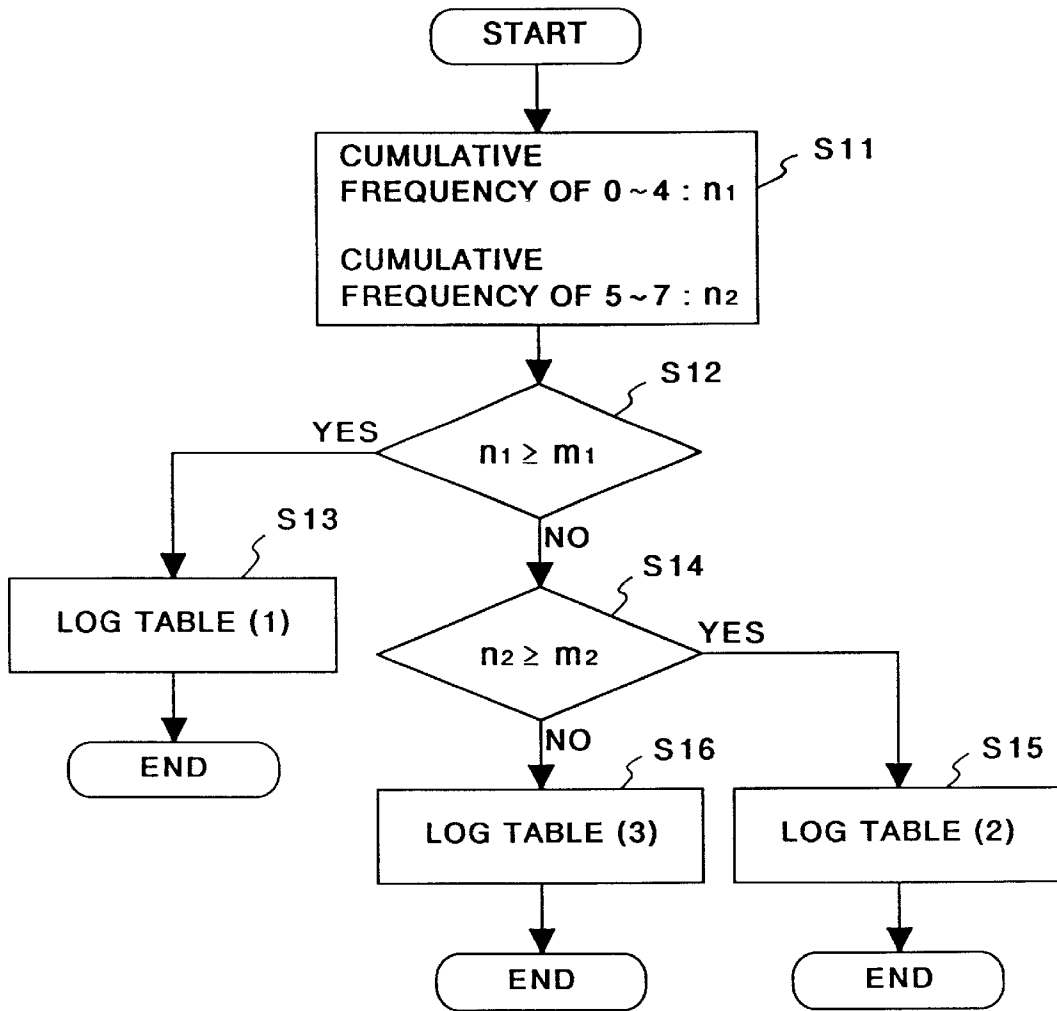 START
S11
CUMULATIVE
FREQUENCY OF 0~4 : n1
CUMULATIVE
FREQUENCY OF 5~7 : n2
S12
YES
n1 ≥ m1
S13
NO
S14
LOG TABLE (1)
YES
n2 ≥ m2
NO
END
S16
S15
LOG TABLE (3)
LOG TABLE (2)
END
END